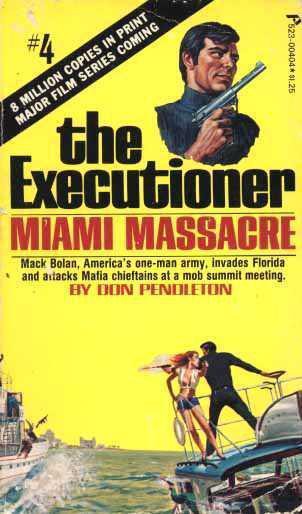 #4
8 MILLION COPIES IN PRINT
MAJOR FILM SERIES COMING
523-00404*$1.25
the
Executioner
MIAMI MASSACRE
Mack Bolan, America's one-man army, invades Florida
and attacks Mafia chieftains at a mob summit meeting.
BY DON PENDLETON